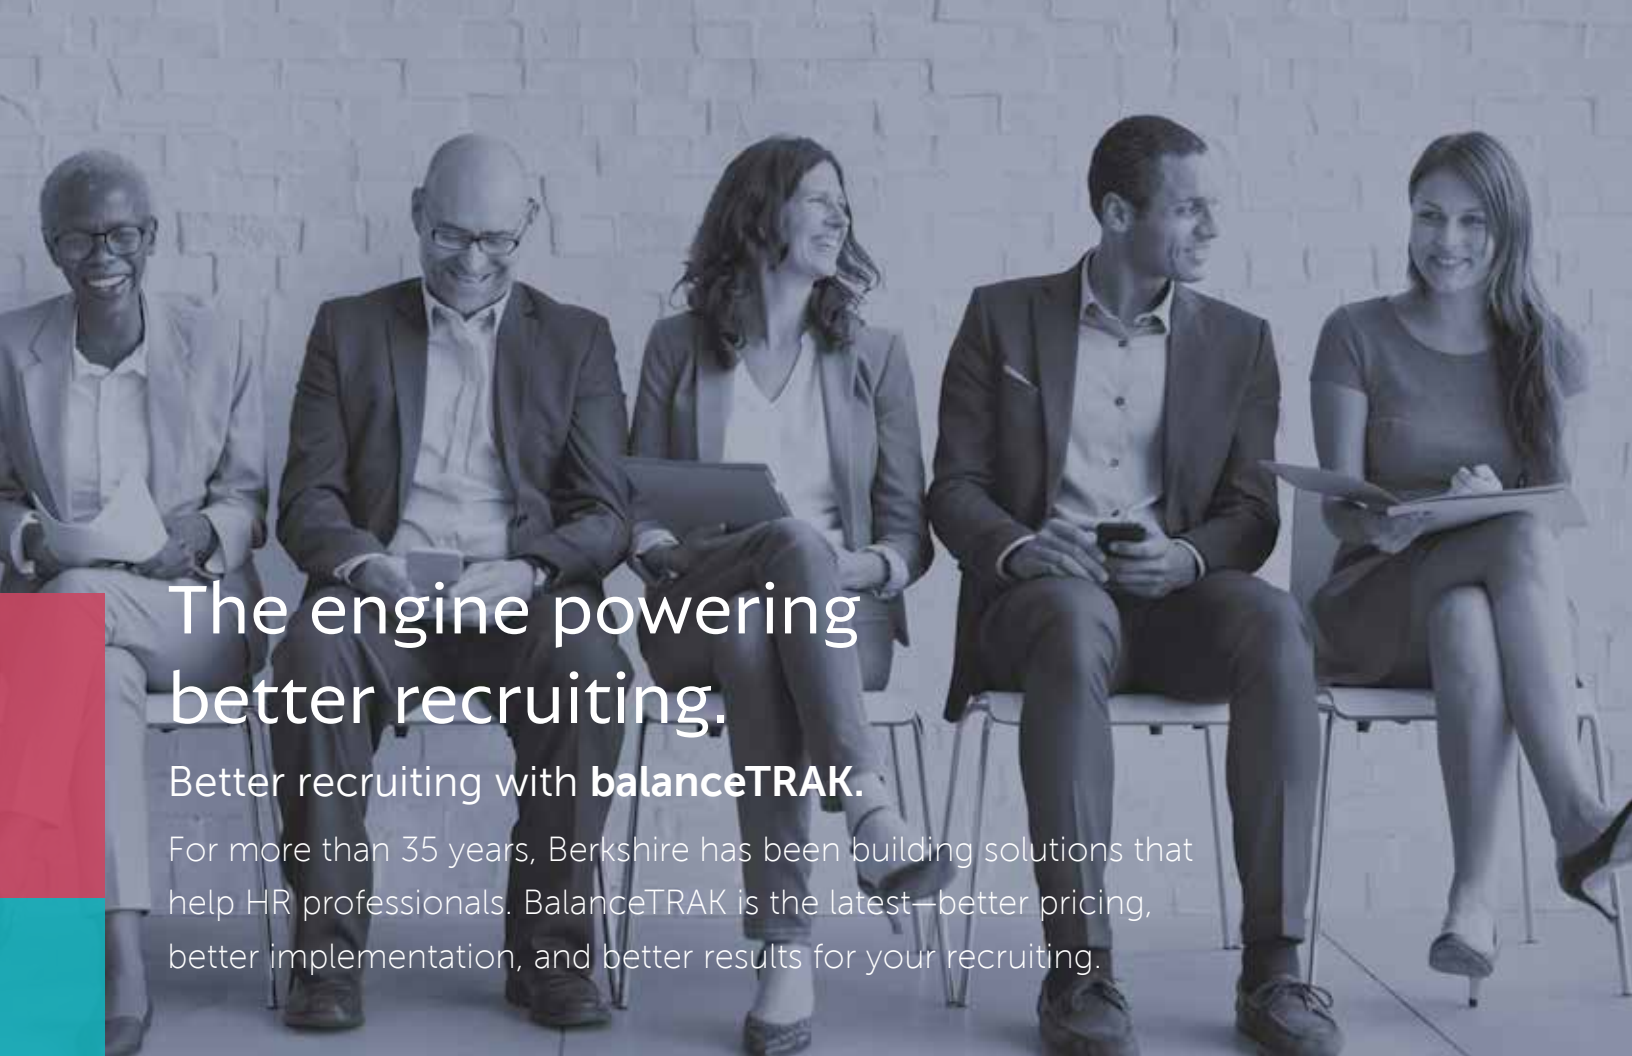 The engine powering
better recruiting.
Better recruiting with balanceTRAK.
For more than 35 years, Berkshire has been building solutions that
help HR professionals. BalanceTRAK is the latest—better pricing,
better implementation, and better results for your recruiting.